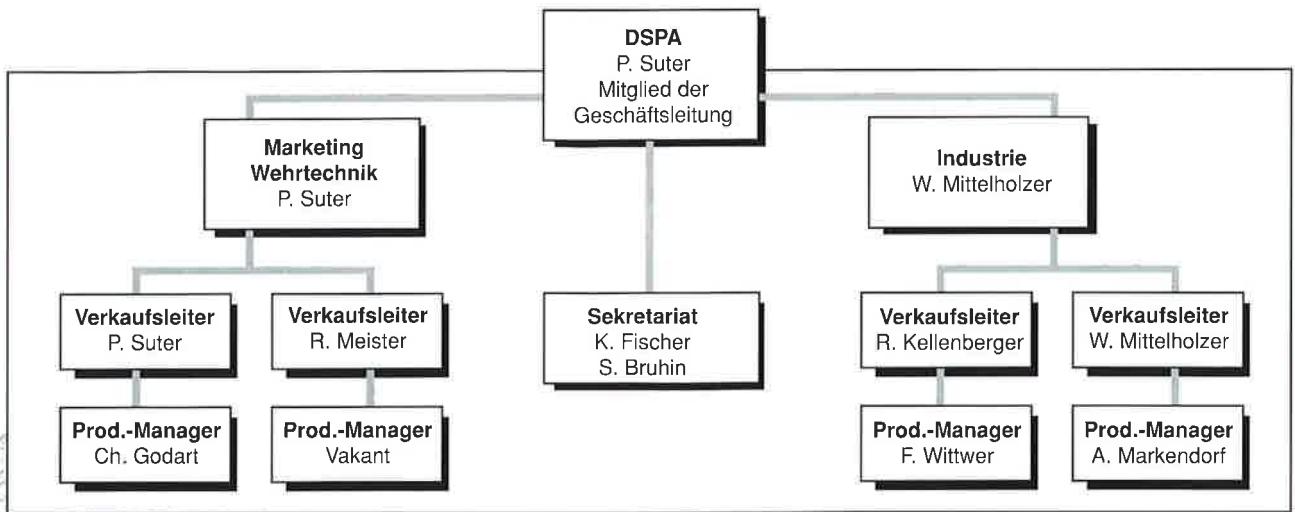 DSPA
P. Suter
Mitglied der
Geschäftsleitung
Marketing
Wehrtechnik
P. Suter
Industrie
W. Mittelholzer
Verkaufsleiter
P. Suter
Verkaufsleiter
R. Meister
Sekretariat
K. Fischer
S. Bruhin
Verkaufsleiter
R. Kellenberger
Verkaufsleiter
W. Mittelholzer
Prod.-Manager
Ch. Godart
Prod.-Manager
Vakant
Prod.-Manager
F. Wittwer
Prod.-Manager
A. Markendorf